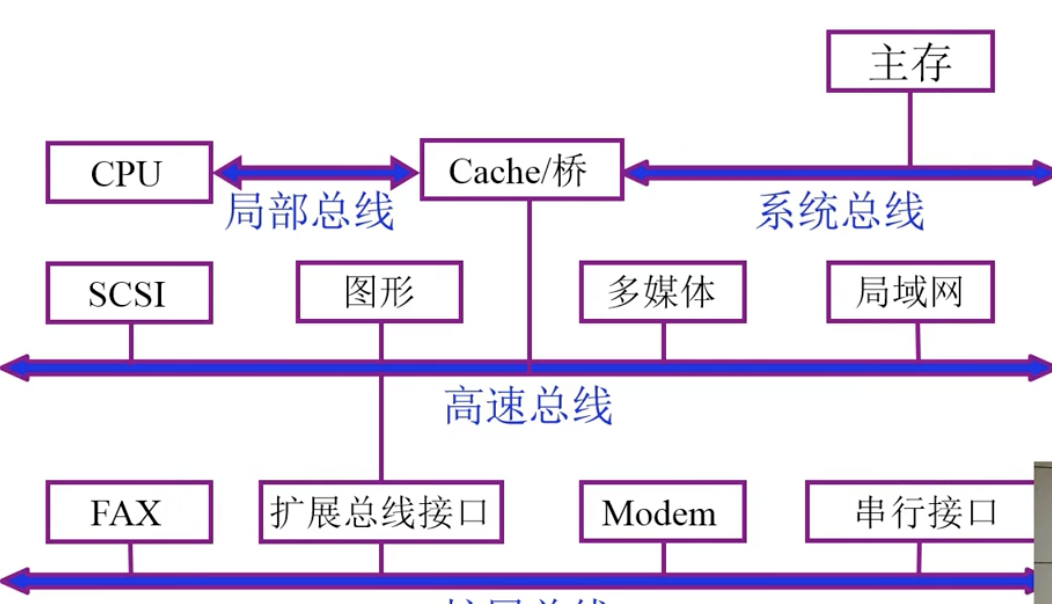 主存
CPU
Cache/桥
局部总线
系统总线
SCSI
图形
多媒体
局域网
高速总线
FAX
扩展总线接口
Modem
串行接口